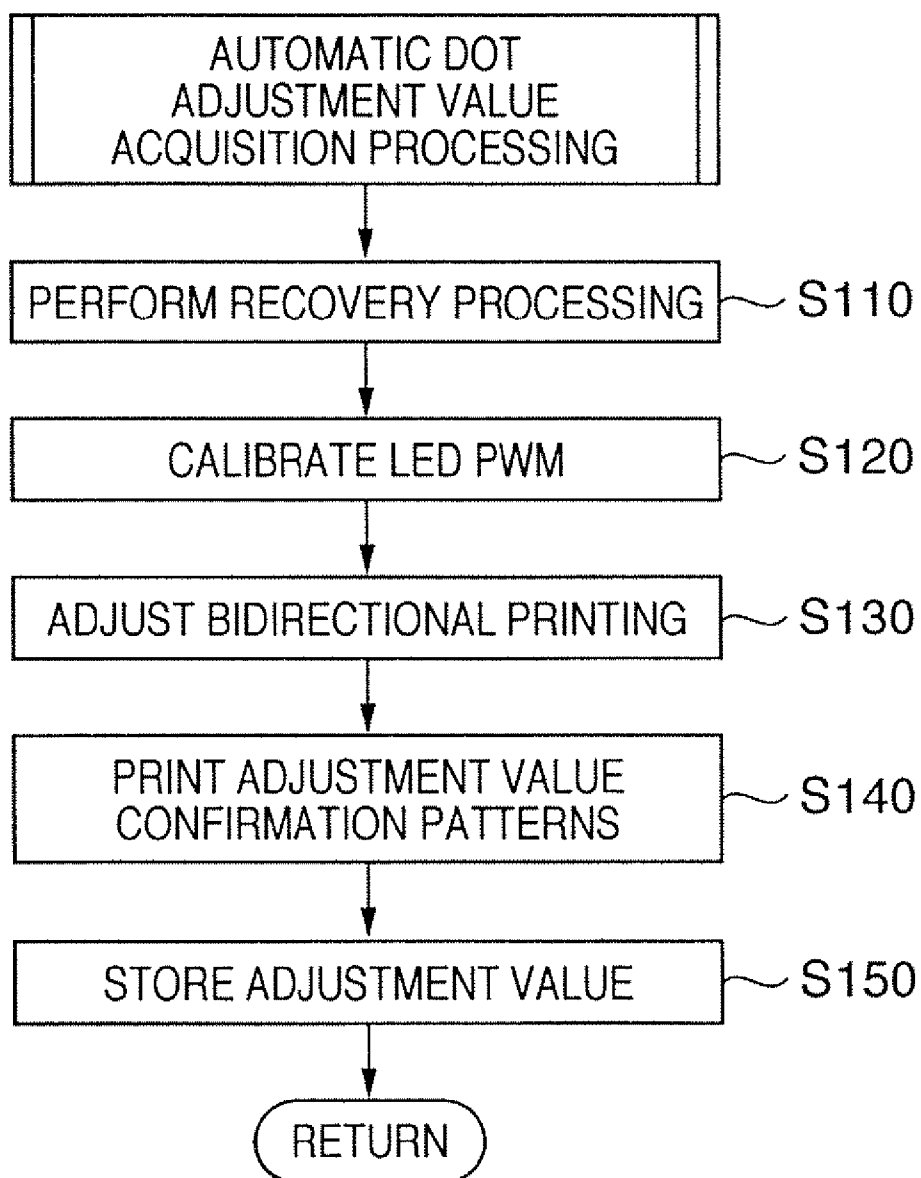 AUTOMATIC DOT
ADJUSTMENT VALUE
ACQUISITION PROCESSING
PERFORM RECOVERY PROCESSING
S110
CALIBRATE LED PWM
S120
ADJUST BIDIRECTIONAL PRINTING
S130
PRINT ADJUSTMENT VALUE
CONFIRMATION PATTERNS
S140
STORE ADJUSTMENT VALUE
S150
RETURN